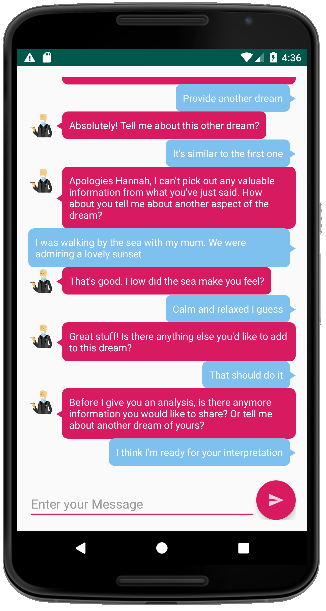 4:36
Provide another dream
Absolutely! Tell me about this other dream?
It's similar to the first one
Apologies Hannah, I can't pick out any valuable
information from what you've just said. How
about you tell me about another aspect of the
dream?
I was walking by the sea with my mum. We were
admiring a lovely sunset
That's good. How did the sea make you feel?
Calm and relaxed I guess
Great stuff! Is there anything else you'd like to add
to this dream?
That should do it
Before I give you an analysis, is there anymore
information you would like to share? Or tell me
about another dream of yours?
I think I'm ready for your interpretation
Enter your Message